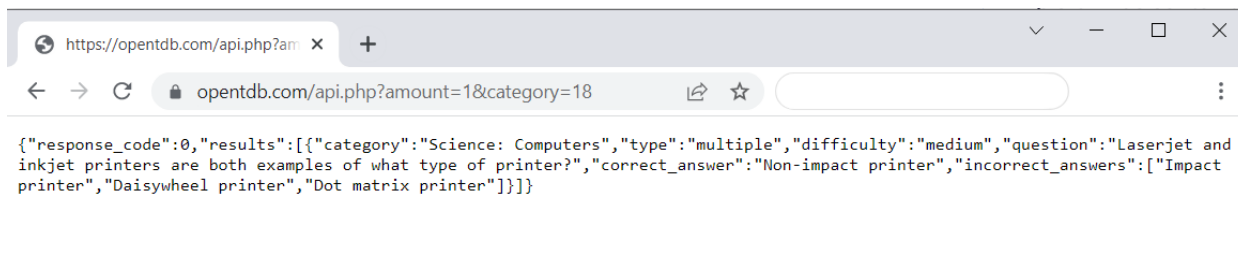 https://opentdb.com/api.php?am
opentdb.com/api.php?amount=1&category=18
{"response_code":0,"results":[{"category":"Science: Computers","type":"multiple","difficulty":"medium","question":"Laserjet and
inkjet printers are both examples of what type of printer?","correct_answer":"Non-impact printer","incorrect_answers":["Impact
printer","Daisywheel printer","Dot matrix printer"]}]}